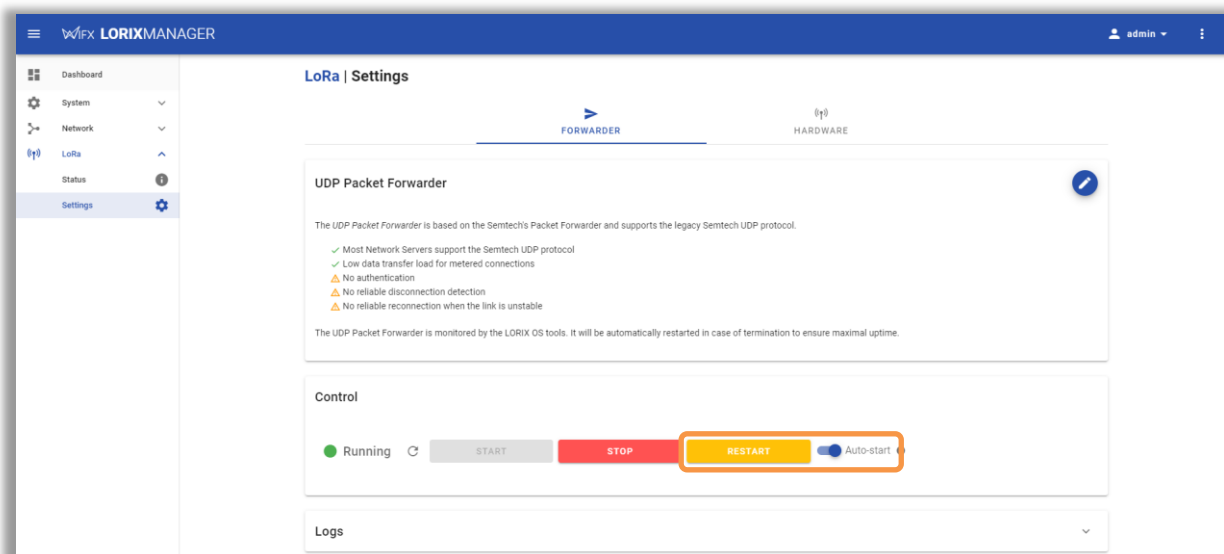 WIFX LORIXMANAGER
admin
Dashboard
System
Network
LoRa
Status
Settings
LoRa | Settings
FORWARDER
HARDWARE
UDP Packet Forwarder
The UDP Packet Forwarder is based on the Semtech's Packet Forwarder and supports the legacy Semtech UDP protocol.
Most Network Servers support the Semtech UDP protocol
Low data transfer load for metered connections
No authentication
No reliable disconnection detection
No reliable reconnection when the link is unstable
The UDP Packet Forwarder is monitored by the LORIX OS tools. It will be automatically restarted in case of termination to ensure maximal uptime.
Control
Running
START
STOP
RESTART
Auto-start
Logs